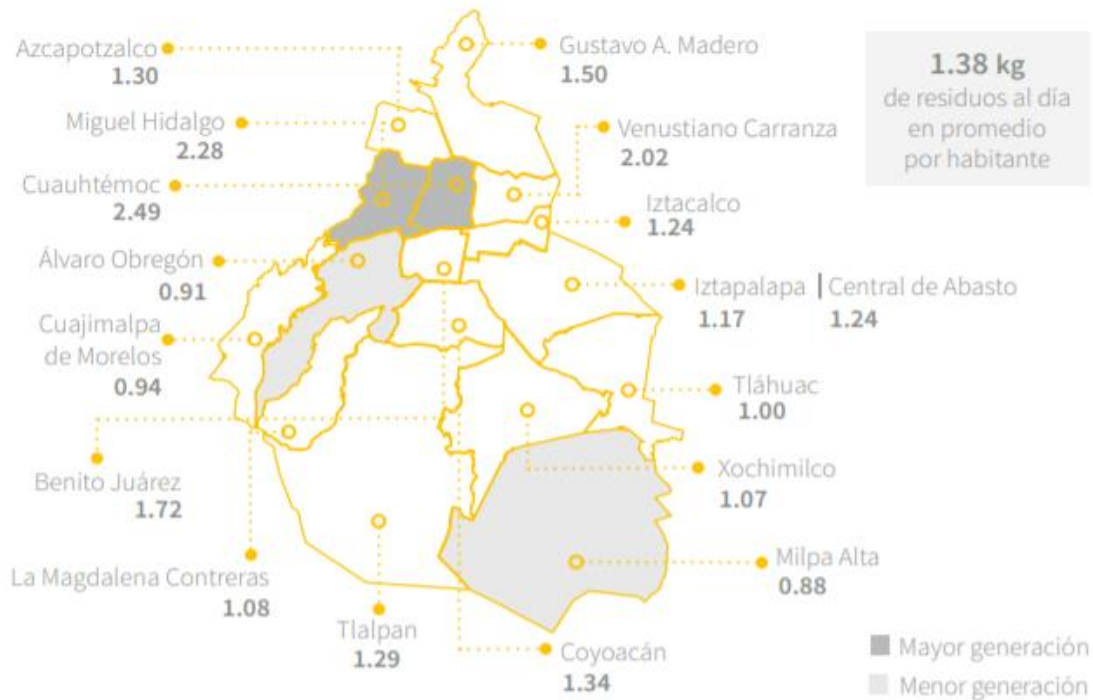 Azcapotzalco
1.30
Miguel Hidalgo
2.28
Cuauhtémoc
2.49
Álvaro Obregón
0.91
Cuajimalpa
de Morelos
0.94
Benito Juárez
1.72
La Magdalena Contreras
1.08
Tlalpan
1.29
Coyoacán
1.34
Gustavo A. Madero
1.50
Venustiano Carranza
2.02
Iztacalco
1.24
Iztapalapa | Central de Abasto
1.17 | 1.24
Tláhuac
1.00
Xochimilco
1.07
Milpa Alta
0.88
1.38 kg
de residuos al día
en promedio
por habitante
Mayor generación
Menor generación